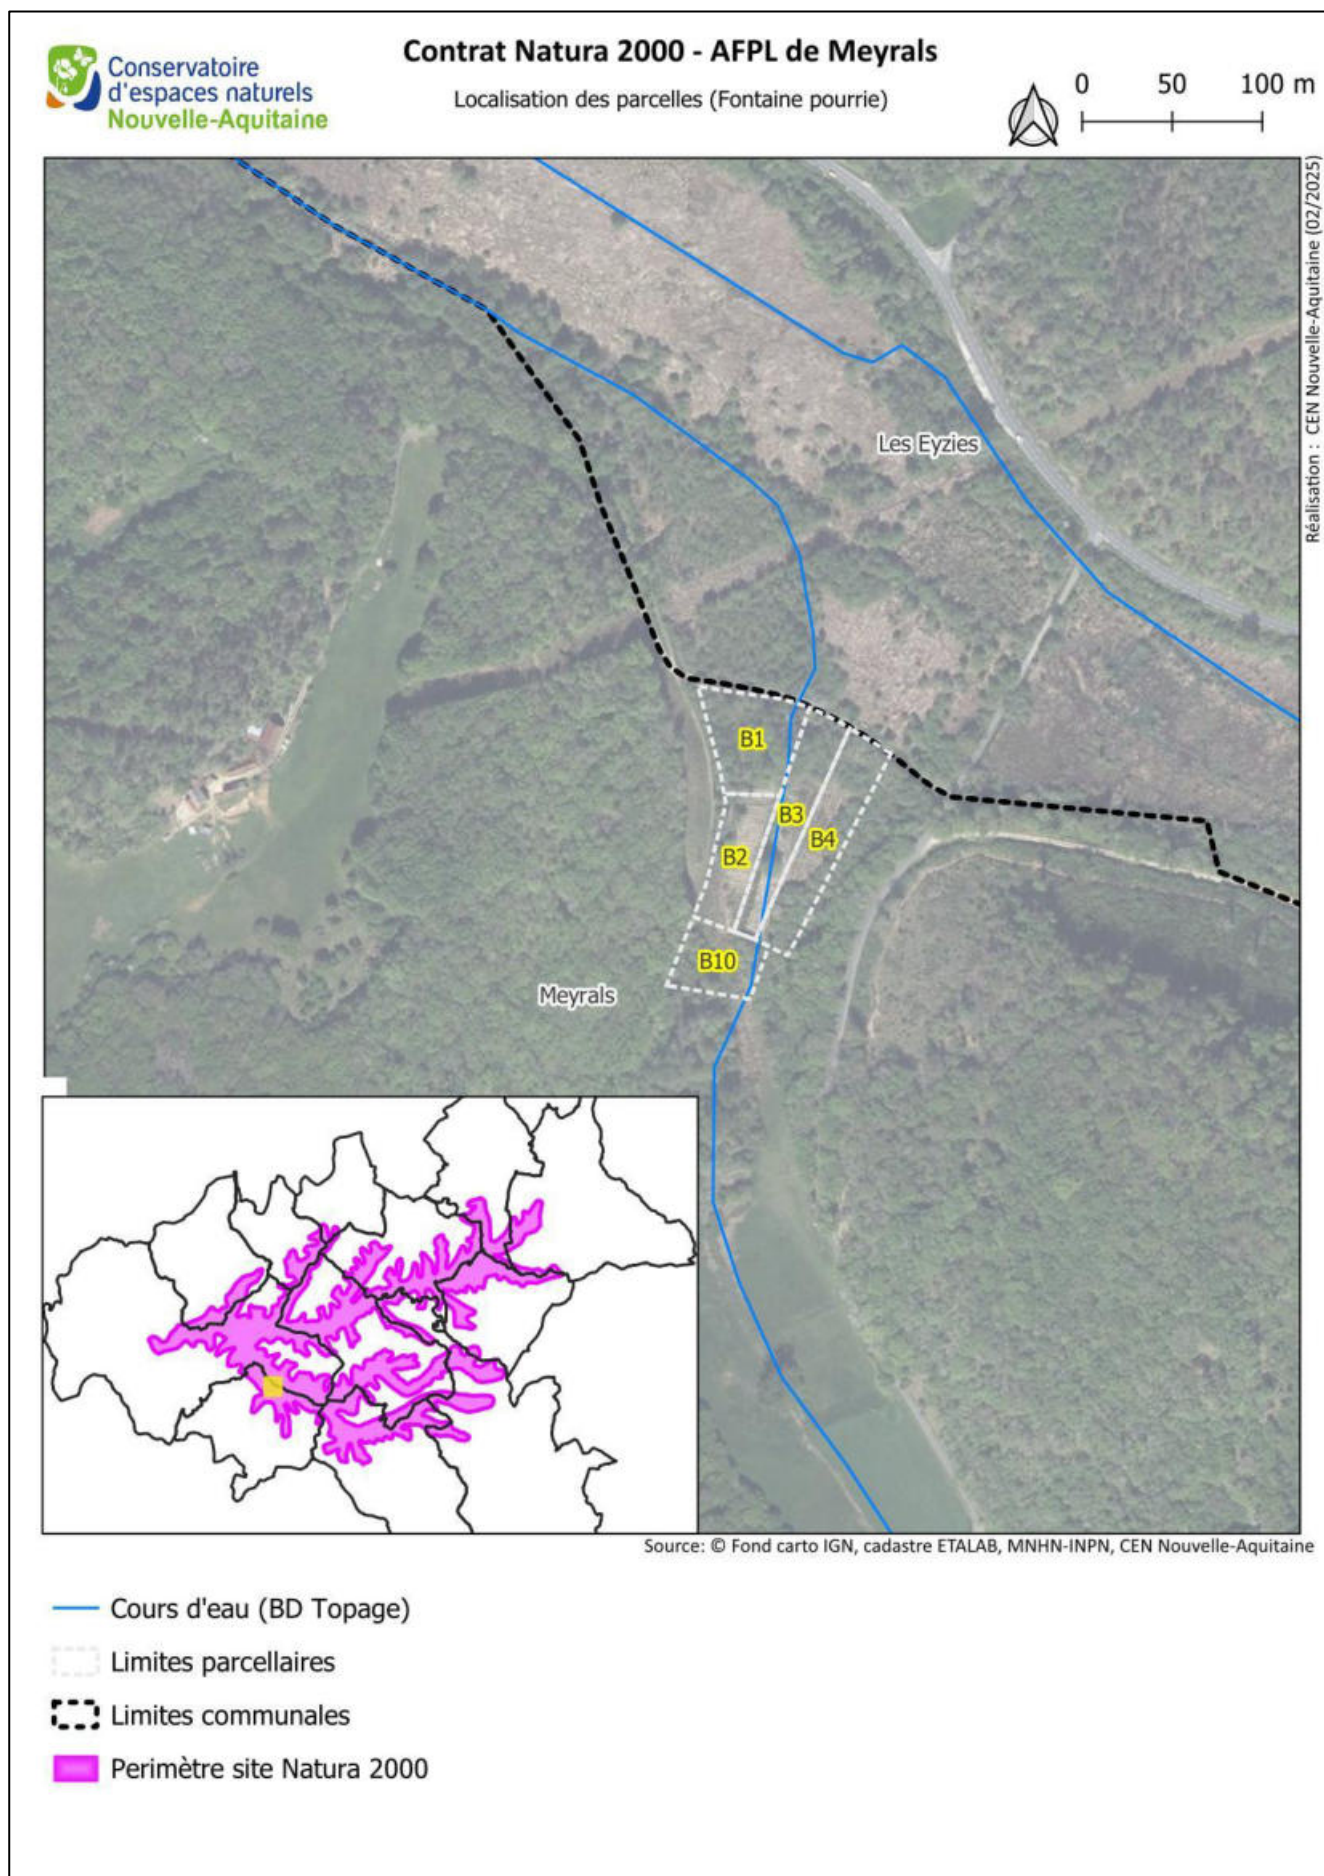 Conservatoire
d'espaces naturels
Nouvelle-Aquitaine
Contrat Natura 2000 - AFPL de Meyrals
Localisation des parcelles (Fontaine pourrie)
0 50 100 m
Réalisation : CEN Nouvelle-Aquitaine (02/2025)
Les Eyzies
B1
B3
B4
B2
B10
Meyrals
Source: © Fond carto IGN, cadastre ETALAB, MNHN-INPN, CEN Nouvelle-Aquitaine
Cours d'eau (BD Topage)
Limites parcellaires
Limites communales
Perimètre site Natura 2000